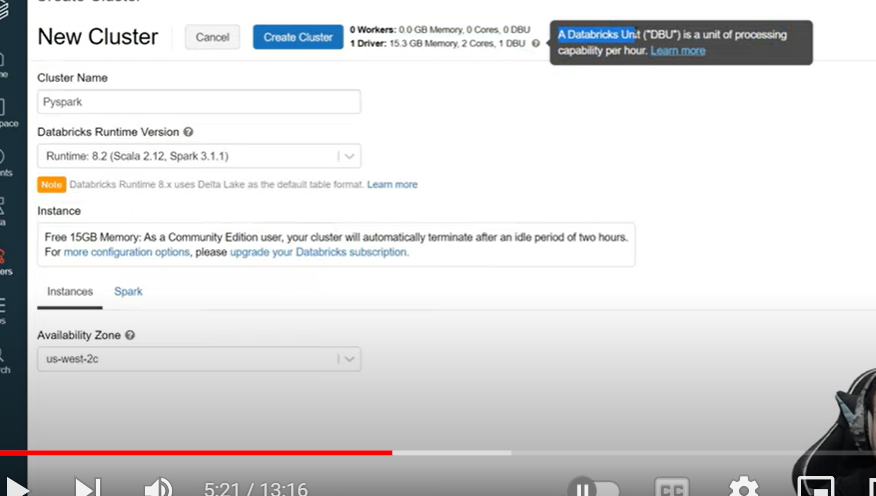 New Cluster
Cancel
Create Cluster
0 Workers: 0.0 GB Memory, 0 Cores, 0 DBU
1 Driver: 15.3 GB Memory, 2 Cores, 1 DBU
A Databricks Unit ("DBU") is a unit of processing
capability per hour. Learn more
Cluster Name
Pyspark
Databricks Runtime Version
Runtime: 8.2 (Scala 2.12, Spark 3.1.1)
Note Databricks Runtime 8.x uses Delta Lake as the default table format. Learn more
Instance
Free 15GB Memory: As a Community Edition user, your cluster will automatically terminate after an idle period of two hours.
For more configuration options, please upgrade your Databricks subscription.
Instances Spark
Availability Zone
us-west-2c
5:21 / 13:16
CC